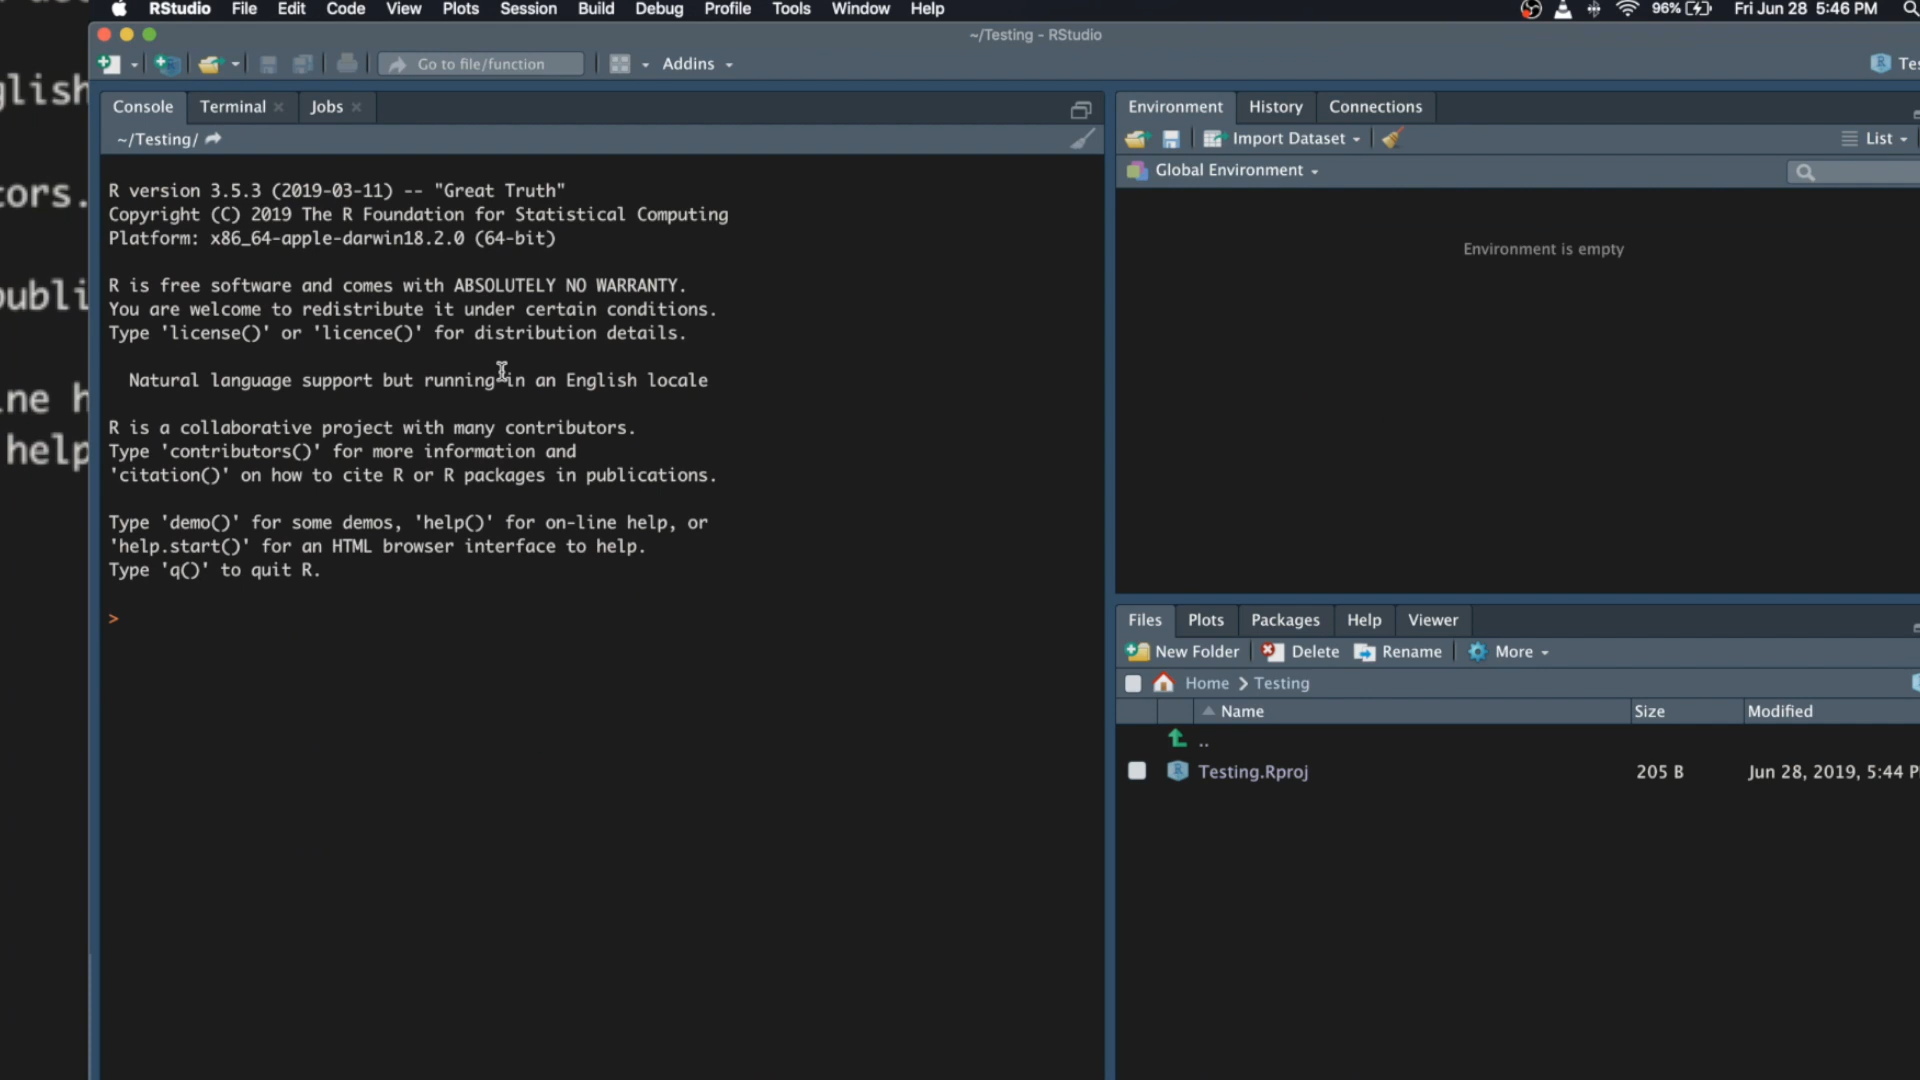 RStudio File Edit Code View Plots Session Build Debug Profile Tools Window Help 96% Fri Jun 28 5:46 PM
~/Testing - RStudio
Go to file/function Addins
Console Terminal Jobs
~/Testing/
R version 3.5.3 (2019-03-11) -- "Great Truth"
Copyright (C) 2019 The R Foundation for Statistical Computing
Platform: x86_64-apple-darwin18.2.0 (64-bit)
R is free software and comes with ABSOLUTELY NO WARRANTY.
You are welcome to redistribute it under certain conditions.
Type 'license()' or 'licence()' for distribution details.
Natural language support but running in an English locale
R is a collaborative project with many contributors.
Type 'contributors()' for more information and
'citation()' on how to cite R or R packages in publications.
Type 'demo()' for some demos, 'help()' for on-line help, or
'help.start()' for an HTML browser interface to help.
Type 'q()' to quit R.
>
Environment History Connections
Import Dataset List
Global Environment
Environment is empty
Files Plots Packages Help Viewer
New Folder Delete Rename More
Home Testing
Name Size Modified
..
Testing.Rproj 205 B Jun 28, 2019, 5:44 P
glish
tors.
publi
ine h
help